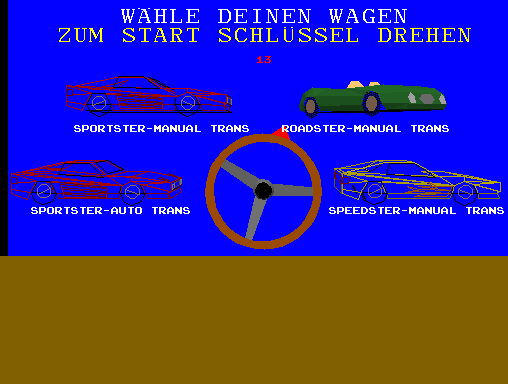 WÄHLE DEINEN WAGEN
ZUM START SCHLÜSSEL DREHEN
13
SPORTSTER-MANUAL TRANS
ROADSTER-MANUAL TRANS
SPORTSTER-AUTO TRANS
SPEEDSTER-MANUAL TRANS